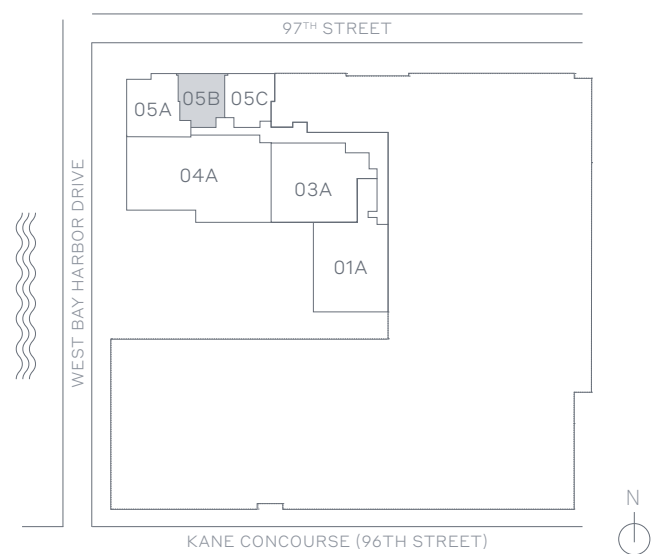 97TH STREET
05A
05B
05C
04A
03A
01A
WEST BAY HARBOR DRIVE
N
KANE CONCOURSE (96TH STREET)